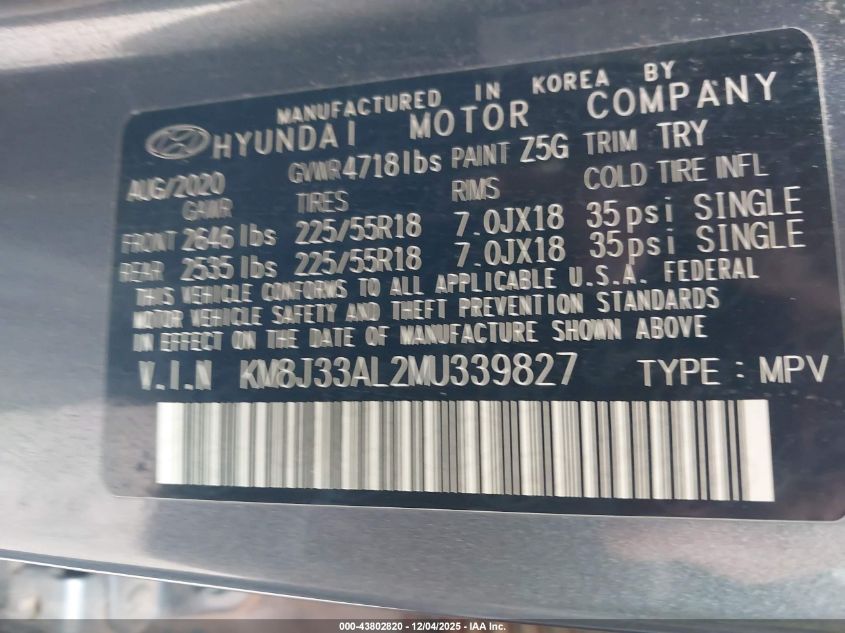 MANUFACTURED IN KOREA BY
HYUNDAI MOTOR COMPANY
AUG/2020 GVWR 4718 lbs PAINT Z5G TRIM TRY
GAWR TIRES RIMS COLD TIRE INFL
FRONT 2646 lbs 225/55R18 7.0JX18 35psi SINGLE
REAR 2535 lbs 225/55R18 7.0JX18 35psi SINGLE
THIS VEHICLE CONFORMS TO ALL APPLICABLE U.S.A. FEDERAL
MOTOR VEHICLE SAFETY AND THEFT PREVENTION STANDARDS
IN EFFECT ON THE DATE OF MANUFACTURE SHOWN ABOVE
V.I.N KM8J33AL2MU339827 TYPE : MPV
000-43802820 - 12/04/2025 - IAA Inc.